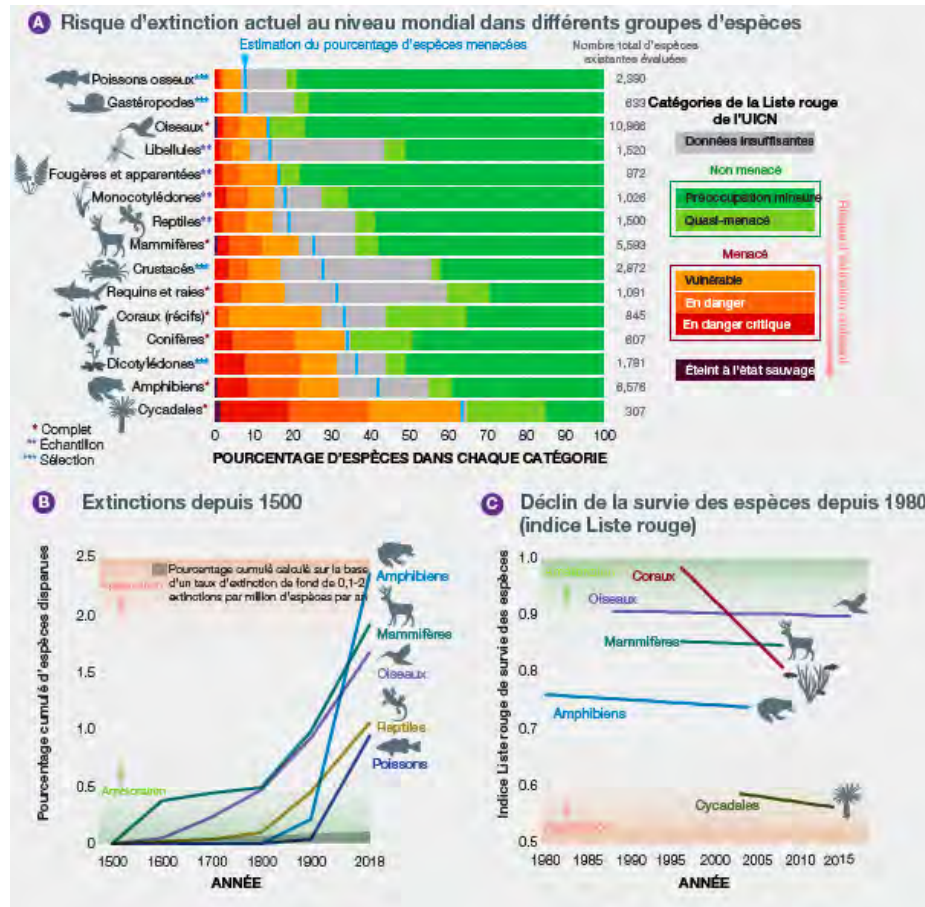 A Risque d'extinction actuel au niveau mondial dans différents groupes d'espèces
Estimation du pourcentage d'espèces menacées
Nombre total d'espèces
existantes évaluées
Poissons osseux*** 2,390
Gastéropodes*** 633
Oiseaux* 10,966
Libellules** 1,520
Fougères et apparentées** 972
Monocotylédones** 1,026
Reptiles** 1,500
Mammifères* 5,593
Crustacés*** 2,872
Requins et raies* 1,091
Coraux (récifs)* 845
Conifères* 607
Dicotylédones*** 1,781
Amphibiens* 6,576
Cycadales* 307
* Complet
** Échantillon
*** Sélection
0 10 20 30 40 50 60 70 80 90 100
POURCENTAGE D'ESPÈCES DANS CHAQUE CATÉGORIE
Catégories de la Liste rouge
de l'UICN
Données insuffisantes
Non menacé
Préoccupation mineure
Quasi-menacé
Menacé
Vulnérable
En danger
En danger critique
Éteint à l'état sauvage
Risque d'extinction croissant
B Extinctions depuis 1500
Pourcentage cumulé d'espèces disparues
2.5
2.0
1.5
1.0
0.5
0
Pourcentage cumulé calculé sur la base
d'un taux d'extinction de fond de 0,1-2
extinctions par million d'espèces par an
Amphibiens
Mammifères
Oiseaux
Reptiles
Poissons
1500 1600 1700 1800 1900 2018
ANNÉE
C Déclin de la survie des espèces depuis 1980
(indice Liste rouge)
Indice Liste rouge de survie des espèces
1.0
0.9
0.8
0.7
0.6
0.5
Coraux
Oiseaux
Mammifères
Amphibiens
Cycadales
1980 1985 1990 1995 2000 2005 2010 2015
ANNÉE